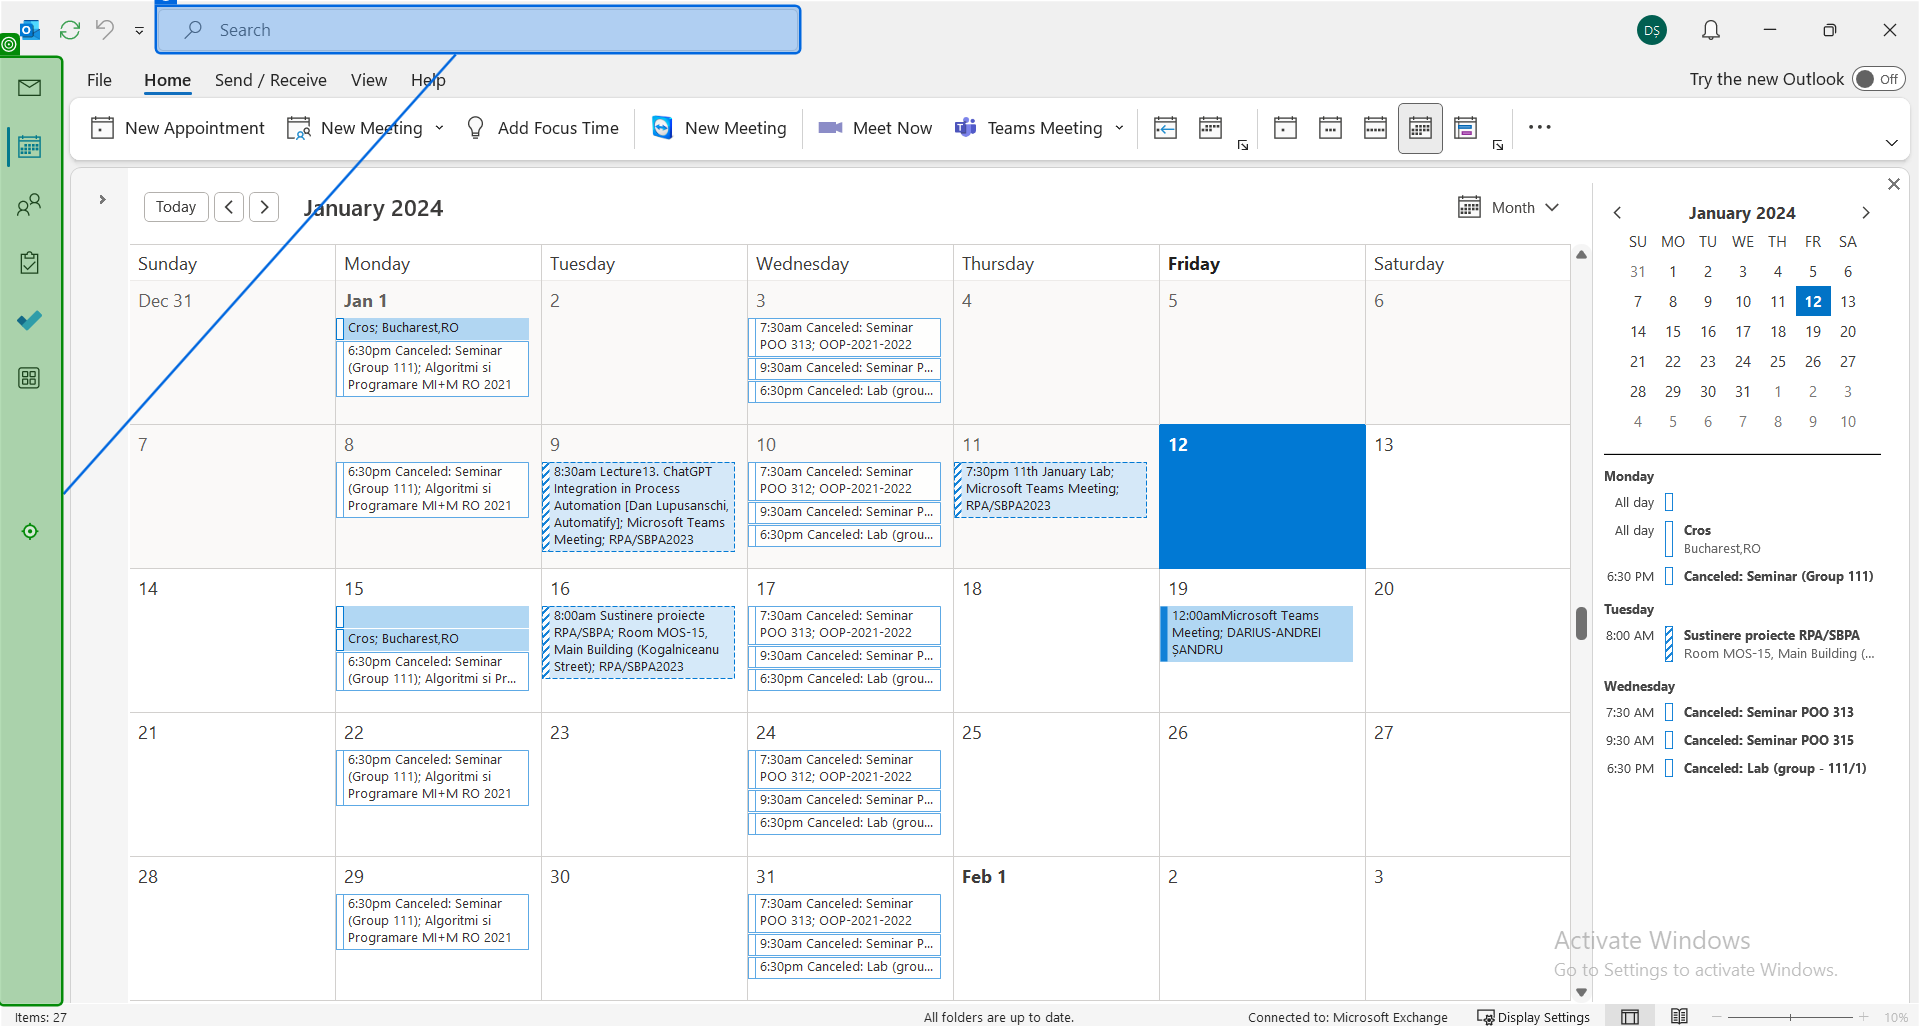 Search
DȘ
File Home Send / Receive View Help
Try the new Outlook Off
New Appointment New Meeting Add Focus Time New Meeting Meet Now Teams Meeting
Today January 2024 Month
Sunday Monday Tuesday Wednesday Thursday Friday Saturday
Dec 31 Jan 1 2 3 4 5 6
Cros; Bucharest,RO
6:30pm Canceled: Seminar
(Group 111); Algoritmi si
Programare MI+M RO 2021
7:30am Canceled: Seminar
POO 313; OOP-2021-2022
9:30am Canceled: Seminar P...
6:30pm Canceled: Lab (grou...
7 8 9 10 11 12 13
6:30pm Canceled: Seminar
(Group 111); Algoritmi si
Programare MI+M RO 2021
8:30am Lecture13. ChatGPT
Integration in Process
Automation [Dan Lupusanschi,
Automatify]; Microsoft Teams
Meeting; RPA/SBPA2023
7:30am Canceled: Seminar
POO 312; OOP-2021-2022
9:30am Canceled: Seminar P...
6:30pm Canceled: Lab (grou...
7:30pm 11th January Lab;
Microsoft Teams Meeting;
RPA/SBPA2023
14 15 16 17 18 19 20
Cros; Bucharest,RO
6:30pm Canceled: Seminar
(Group 111); Algoritmi si Pr...
8:00am Sustinere proiecte
RPA/SBPA; Room MOS-15,
Main Building (Kogalniceanu
Street); RPA/SBPA2023
7:30am Canceled: Seminar
POO 313; OOP-2021-2022
9:30am Canceled: Seminar P...
6:30pm Canceled: Lab (grou...
12:00amMicrosoft Teams
Meeting; DARIUS-ANDREI
ȘANDRU
21 22 23 24 25 26 27
6:30pm Canceled: Seminar
(Group 111); Algoritmi si
Programare MI+M RO 2021
7:30am Canceled: Seminar
POO 312; OOP-2021-2022
9:30am Canceled: Seminar P...
6:30pm Canceled: Lab (grou...
28 29 30 31 Feb 1 2 3
6:30pm Canceled: Seminar
(Group 111); Algoritmi si
Programare MI+M RO 2021
7:30am Canceled: Seminar
POO 313; OOP-2021-2022
9:30am Canceled: Seminar P...
6:30pm Canceled: Lab (grou...
January 2024
SU MO TU WE TH FR SA
31 1 2 3 4 5 6
7 8 9 10 11 12 13
14 15 16 17 18 19 20
21 22 23 24 25 26 27
28 29 30 31 1 2 3
4 5 6 7 8 9 10
Monday
All day
All day Cros
Bucharest,RO
6:30 PM Canceled: Seminar (Group 111)
Tuesday
8:00 AM Sustinere proiecte RPA/SBPA
Room MOS-15, Main Building (...
Wednesday
7:30 AM Canceled: Seminar POO 313
9:30 AM Canceled: Seminar POO 315
6:30 PM Canceled: Lab (group - 111/1)
Activate Windows
Go to Settings to activate Windows.
Items: 27 All folders are up to date. Connected to: Microsoft Exchange Display Settings 10%